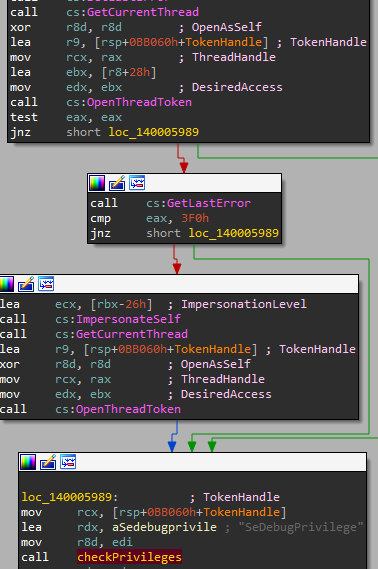 call cs:GetCurrentThread
xor r8d, r8d ; OpenAsSelf
lea r9, [rsp+0BB060h+TokenHandle] ; TokenHandle
mov rcx, rax ; ThreadHandle
lea ebx, [r8+28h]
mov edx, ebx ; DesiredAccess
call cs:OpenThreadToken
test eax, eax
jnz short loc_140005989
call cs:GetLastError
cmp eax, 3F0h
jnz short loc_140005989
lea ecx, [rbx-26h] ; ImpersonationLevel
call cs:ImpersonateSelf
call cs:GetCurrentThread
lea r9, [rsp+0BB060h+TokenHandle] ; TokenHandle
xor r8d, r8d ; OpenAsSelf
mov rcx, rax ; ThreadHandle
mov edx, ebx ; DesiredAccess
call cs:OpenThreadToken
loc_140005989: ; TokenHandle
mov rcx, [rsp+0BB060h+TokenHandle]
lea rdx, aSedebugprivile ; "SeDebugPrivilege"
mov r8d, edi
call checkPrivileges